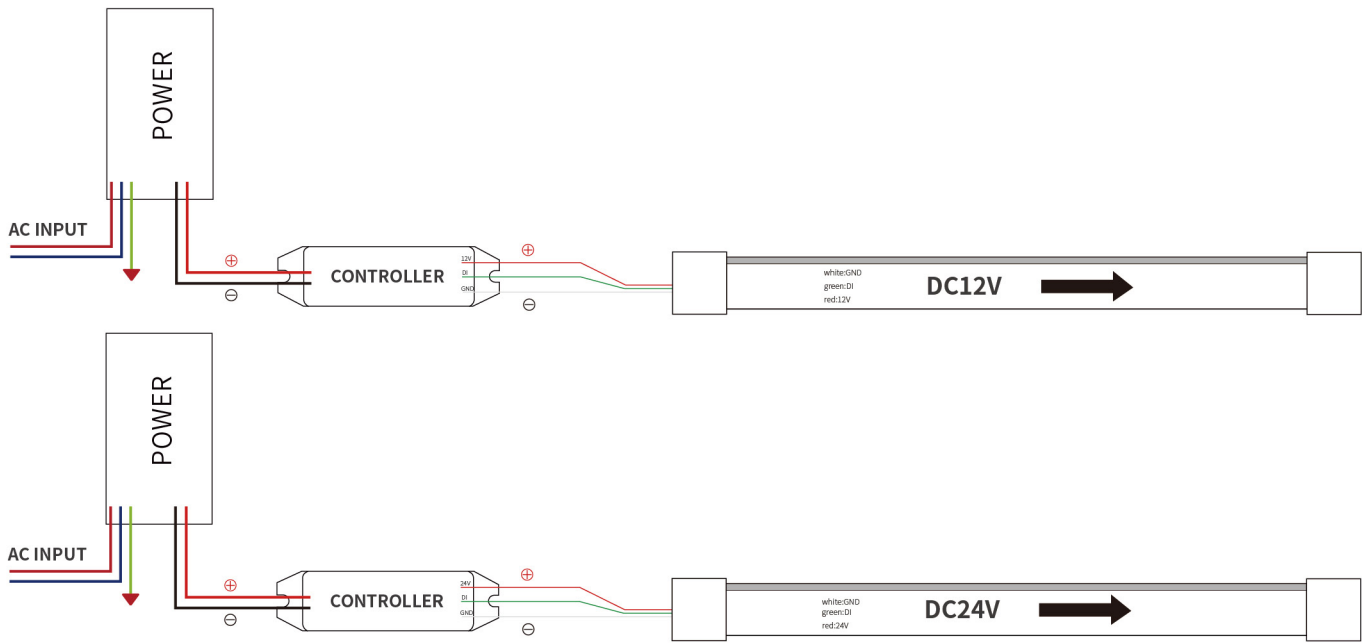 POWER
AC INPUT
CONTROLLER
12V
DI
GND
white:GND
green:DI
red:12V
DC12V
POWER
AC INPUT
CONTROLLER
24V
DI
GND
white:GND
green:DI
red:24V
DC24V